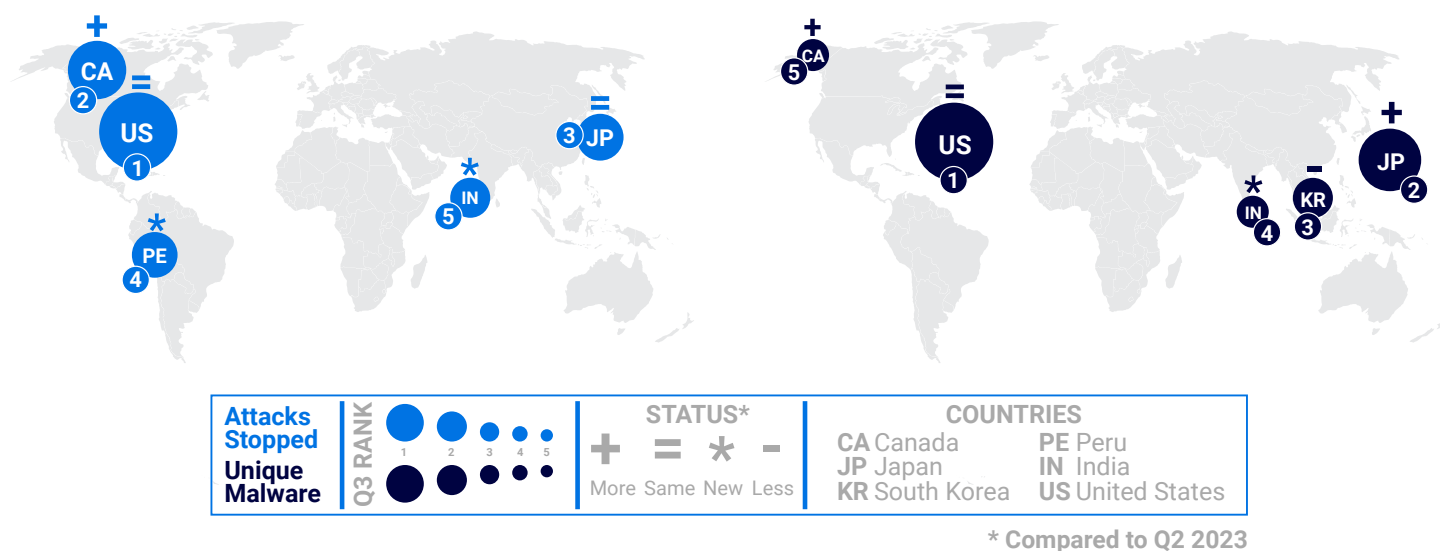 +
CA
2
=
US
1
=
3 JP
*
IN
5
*
PE
4
+
CA
5
=
US
1
+
JP
2
-
KR
3
*
IN
4
Attacks
Stopped
Unique
Malware
Q3 RANK
1 2 3 4 5
STATUS*
+ = * -
More Same New Less
COUNTRIES
CA Canada PE Peru
JP Japan IN India
KR South Korea US United States
* Compared to Q2 2023